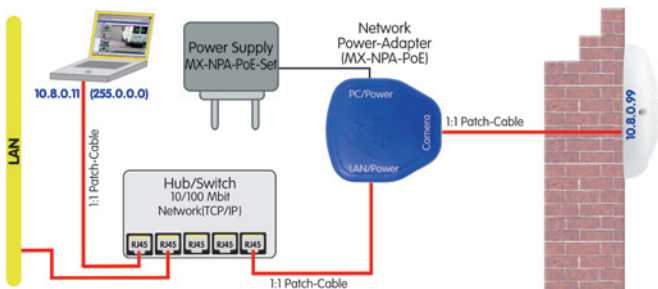 LAN
10.8.0.11 (255.0.0.0)
1:1 Patch-Cable
Power Supply
MX-NPA-PoE-Set
Network
Power-Adapter
(MX-NPA-PoE)
PC/Power
Camera
LAN/Power
1:1 Patch-Cable
10.8.0.99
Hub/Switch
10/100 Mbit
Network(TCP/IP)
RJ45 RJ45 RJ45 RJ45 RJ45
1:1 Patch-Cable